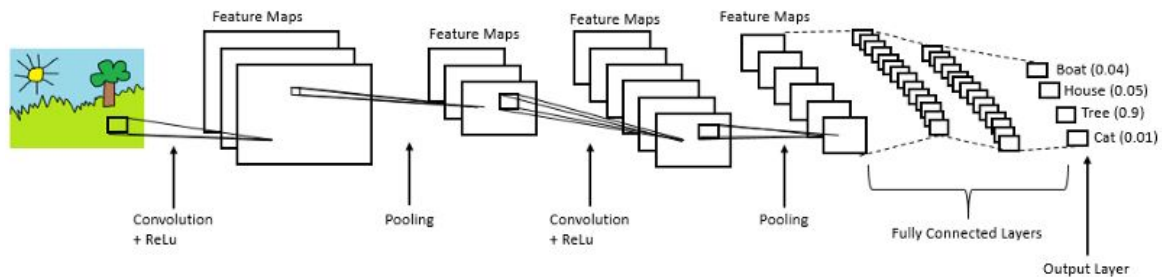 Feature Maps
Feature Maps
Feature Maps
Feature Maps
Boat (0.04)
House (0.05)
Tree (0.9)
Cat (0.01)
Convolution
+ ReLu
Pooling
Convolution
+ ReLu
Pooling
Fully Connected Layers
Output Layer